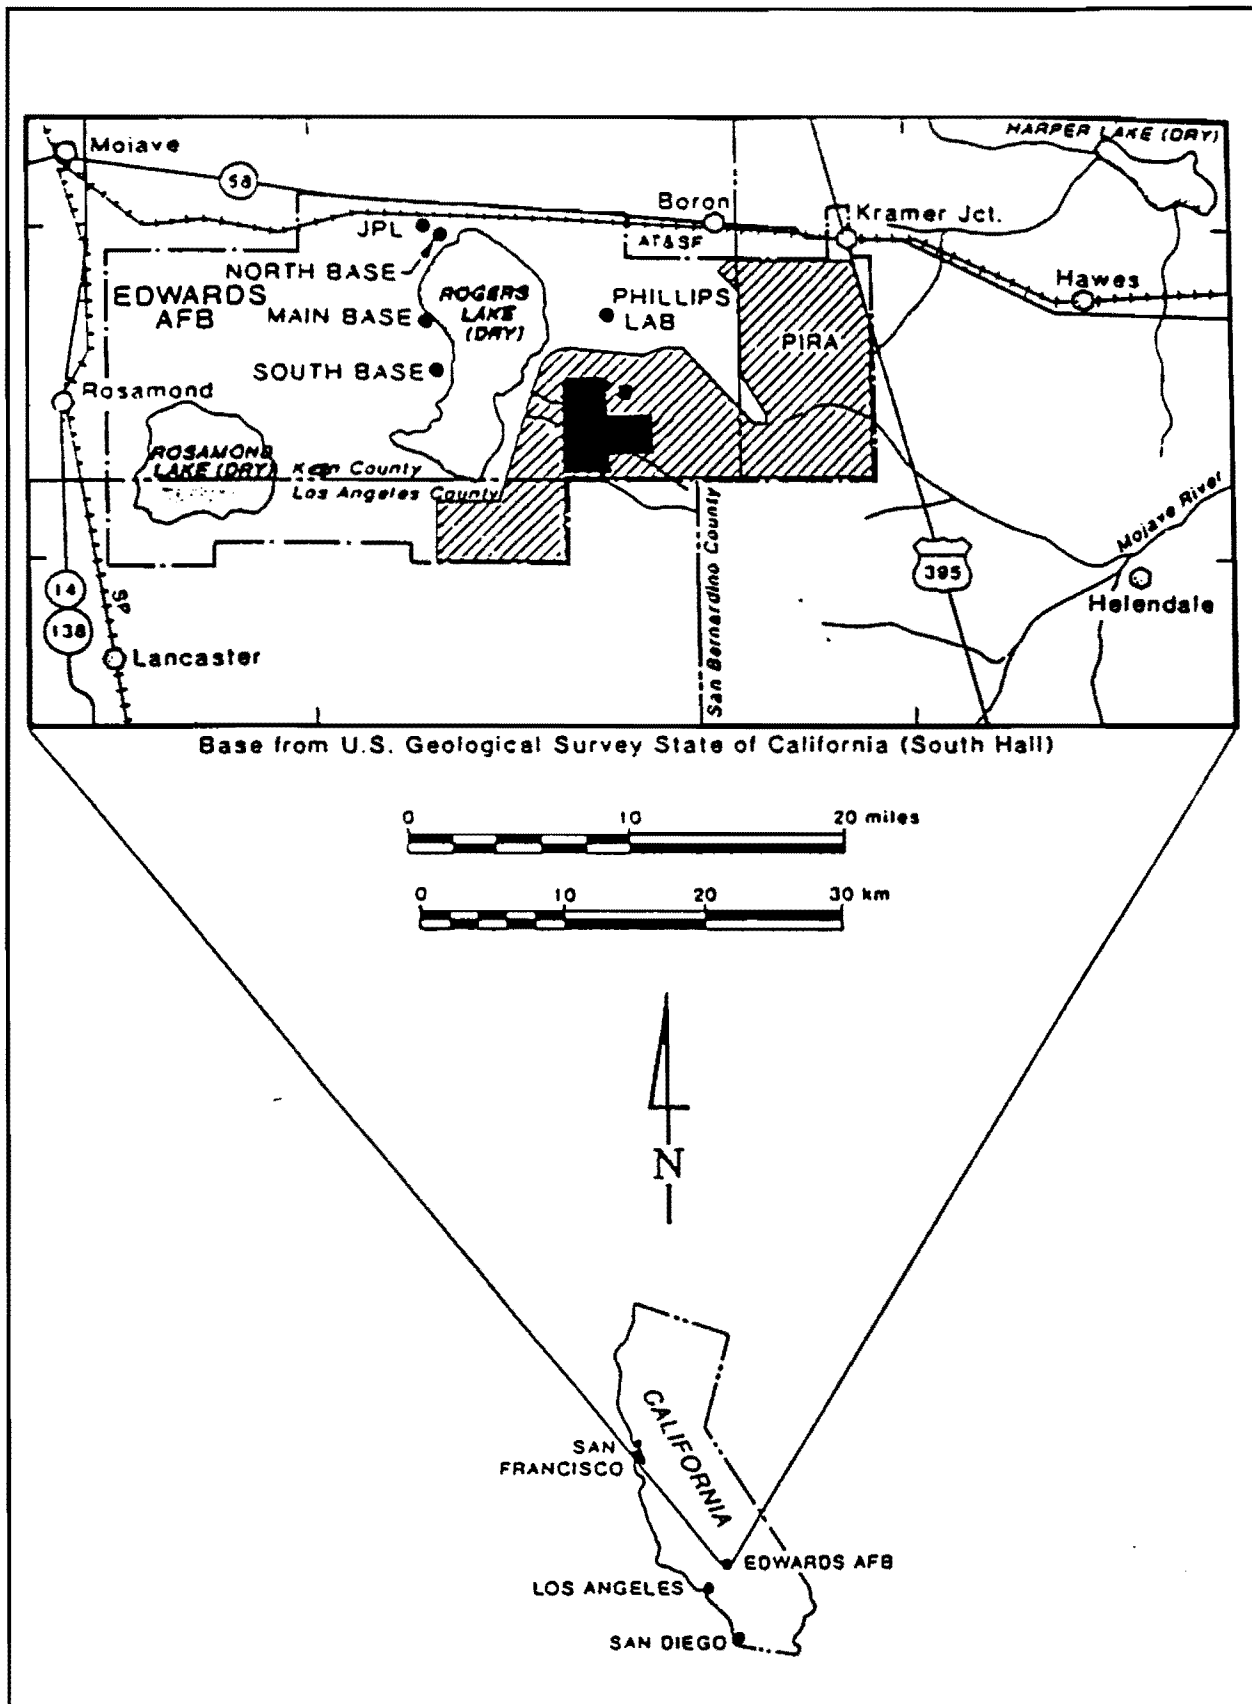 HARPER LAKE (DRY)
Mojave
58
Boron
Kramer Jct.
JPL
AT&SF
NORTH BASE
Hawes
EDWARDS
AFB
ROGERS
LAKE
(DRY)
PHILLIPS
LAB
MAIN BASE
PIRA
SOUTH BASE
Rosamond
ROSAMOND
LAKE (DRY)
Kern County
Los Angeles County
San Bernardino County
Mojave River
395
14
SP
Helendale
138
Lancaster
Base from U.S. Geological Survey State of California (South Hall)
0 10 20 miles
0 10 20 30 km
N
CALIFORNIA
SAN
FRANCISCO
EDWARDS AFB
LOS ANGELES
SAN DIEGO